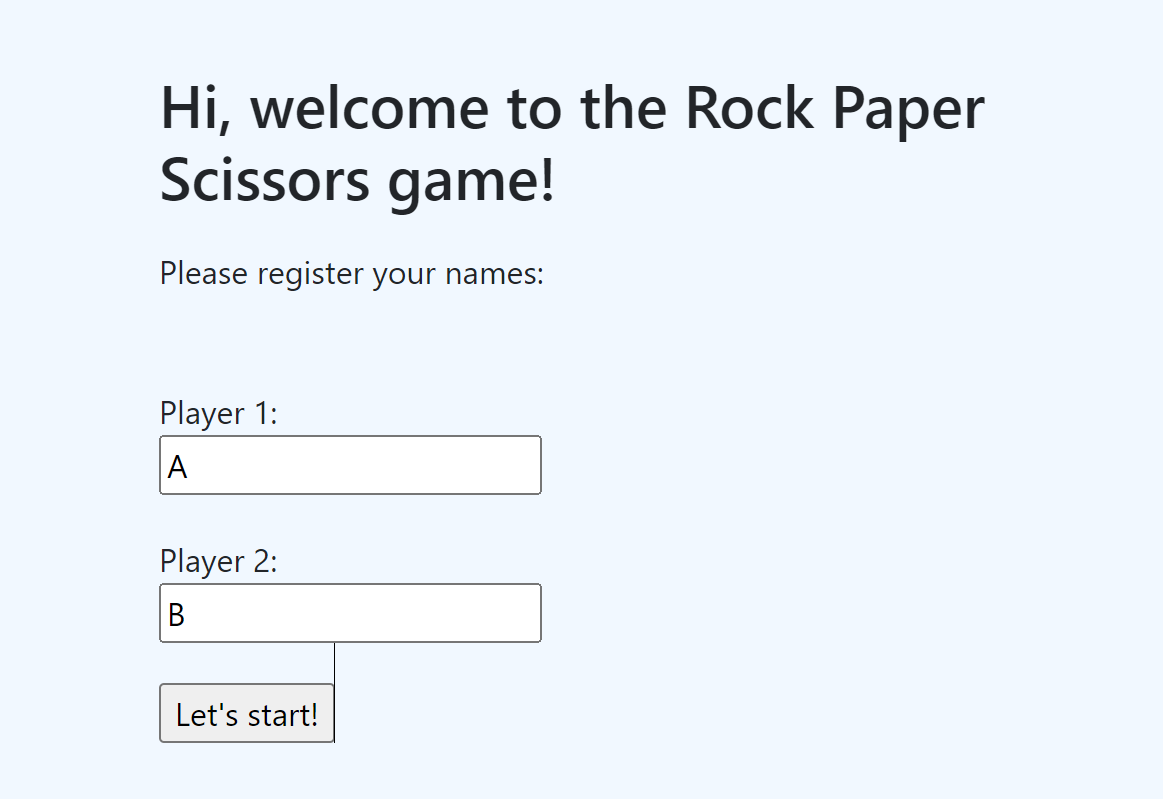 Hi, welcome to the Rock Paper
Scissors game!
Please register your names:
Player 1:
A
Player 2:
B
Let's start!